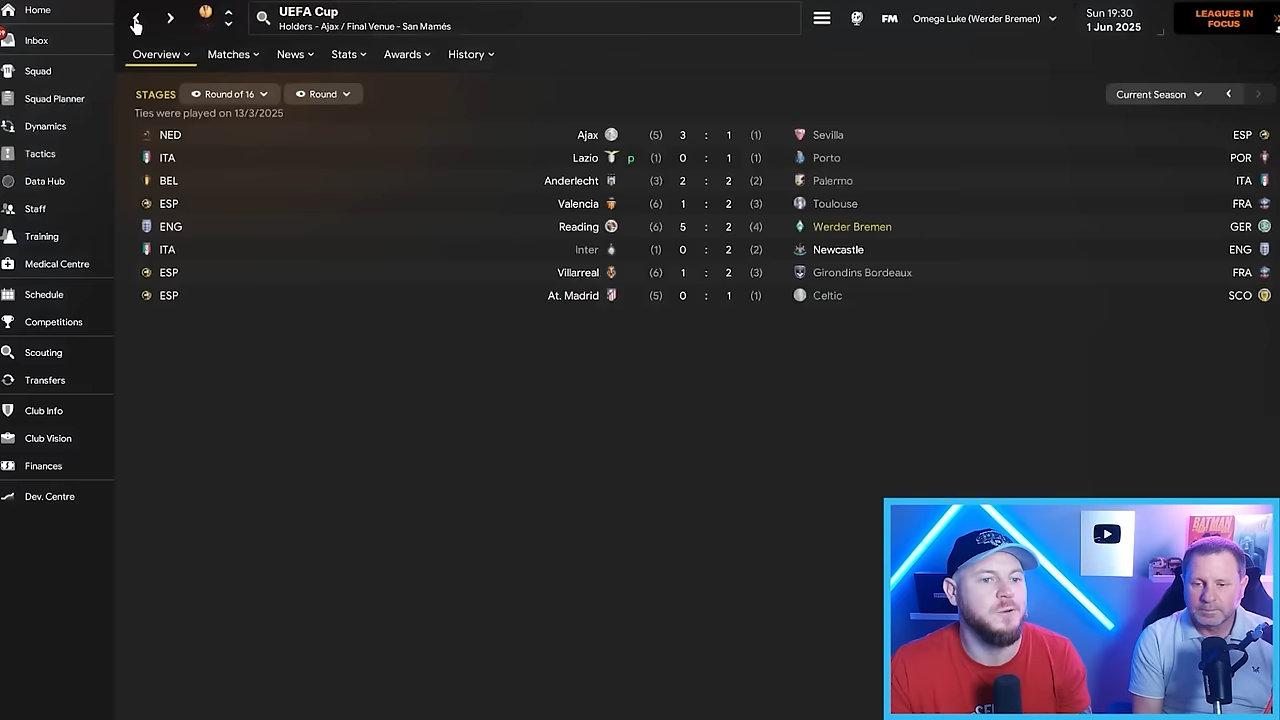 Home
Inbox
Squad
Squad Planner
Dynamics
Tactics
Data Hub
Staff
Training
Medical Centre
Schedule
Competitions
Scouting
Transfers
Club Info
Club Vision
Finances
Dev. Centre
UEFA Cup
Holders - Ajax / Final Venue - San Mamés
FM
Omega Luke (Werder Bremen)
Sun 19:30
1 Jun 2025
LEAGUES IN
FOCUS
Overview Matches News Stats Awards History
STAGES Round of 16 Round Current Season
Ties were played on 13/3/2025
NED Ajax (5) 3 : 1 (1) Sevilla ESP
ITA Lazio p (1) 0 : 1 (1) Porto POR
BEL Anderlecht (3) 2 : 2 (2) Palermo ITA
ESP Valencia (6) 1 : 2 (3) Toulouse FRA
ENG Reading (6) 5 : 2 (4) Werder Bremen GER
ITA Inter (1) 0 : 2 (2) Newcastle ENG
ESP Villarreal (6) 1 : 2 (3) Girondins Bordeaux FRA
ESP At. Madrid (5) 0 : 1 (1) Celtic SCO
BATMAN